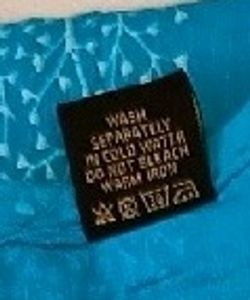 WASH
SEPARATELY
IN COLD WATER
DO NOT BLEACH
WARM IRON